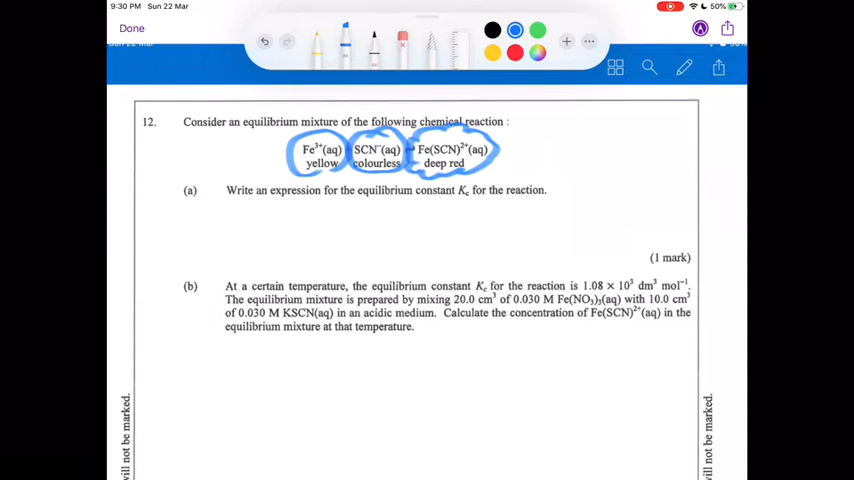 9:30 PM Sun 22 Mar
50%
Done
12. Consider an equilibrium mixture of the following chemical reaction :
Fe³⁺(aq) SCN⁻(aq) Fe(SCN)²⁺(aq)
yellow colourless deep red
(a) Write an expression for the equilibrium constant Kc for the reaction.
(1 mark)
(b) At a certain temperature, the equilibrium constant Kc for the reaction is 1.08 × 10³ dm³ mol⁻¹.
The equilibrium mixture is prepared by mixing 20.0 cm³ of 0.030 M Fe(NO₃)₃(aq) with 10.0 cm³
of 0.030 M KSCN(aq) in an acidic medium. Calculate the concentration of Fe(SCN)²⁺(aq) in the
equilibrium mixture at that temperature.
will not be marked.
will not be marked.